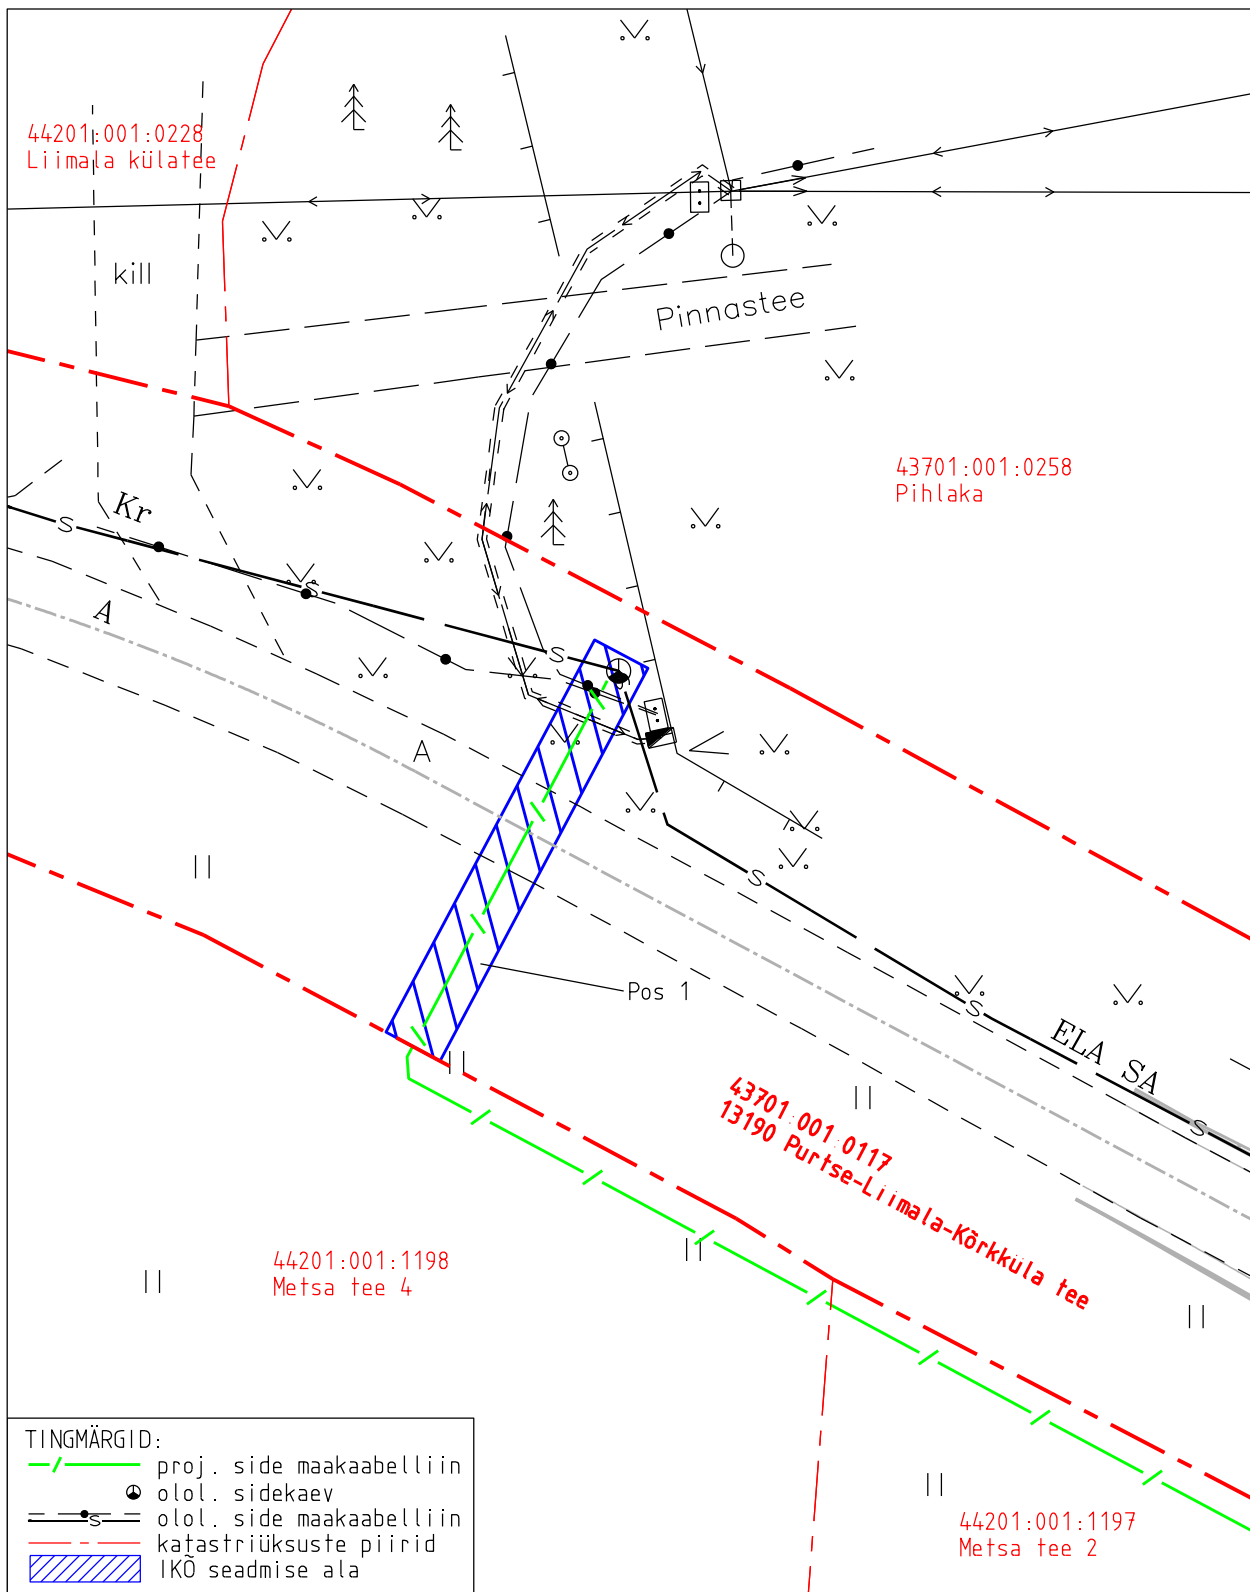 44201:001:0228
Liimala külatee
kill
Pinnastee
43701:001:0258
Pihlaka
Kr
S
S
A
S
A
Pos 1
S
S
ELA SA
S
43701:001:0117
13190 Purtse-Liimala-Kõrkküla tee
44201:001:1198
Metsa tee 4
44201:001:1197
Metsa tee 2
TINGMÄRGID:
proj. side maakaabelliin
olol. sidekaev
S
olol. side maakaabelliin
katastriüksuste piirid
IKÕ seadmise ala